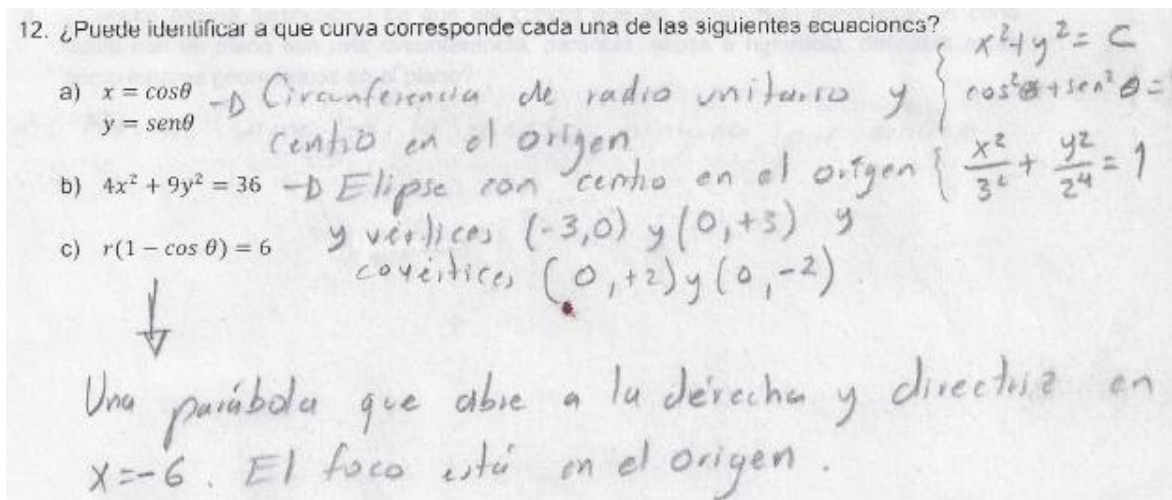 12. ¿Puede identificar a que curva corresponde cada una de las siguientes ecuaciones?
x²+y² = C
a) x = cosθ
y = senθ
→ Circunferencia de radio unitario y
centro en el origen
cos²θ + sen²θ =
b) 4x² + 9y² = 36 → Elipse con centro en el origen
x²/3² + y²/2⁴ = 1
y vértices (-3,0) y (0,+3) y
covértices (0,+2) y (0,-2)
c) r(1 − cos θ) = 6
Una parábola que abre a la derecha y directriz en
x=-6. El foco está en el origen.